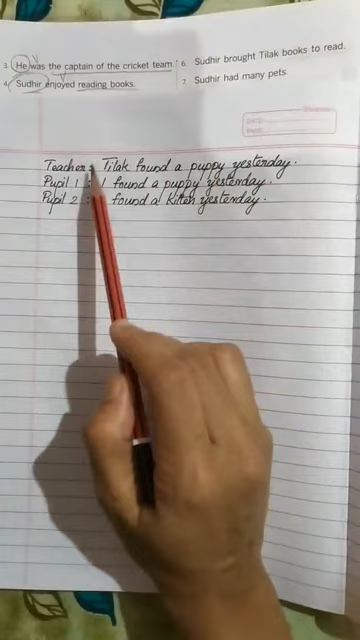 3. He was the captain of the cricket team.
4. Sudhir enjoyed reading books.
6. Sudhir brought Tilak books to read.
7. Sudhir had many pets
Teacher : Tilak found a puppy yesterday.
Pupil 1 : I found a puppy yesterday.
Pupil 2 : I found a kitten yesterday.